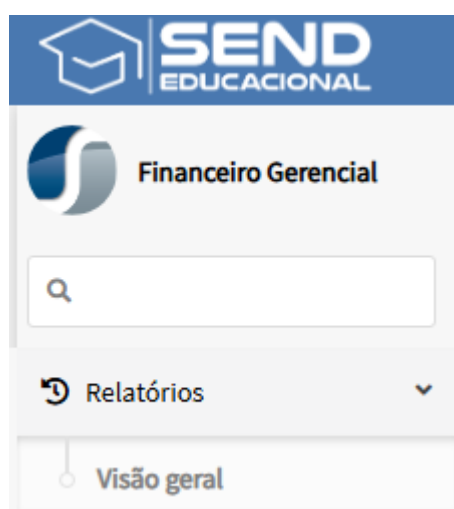 SEND
EDUCACIONAL
Financeiro Gerencial
Relatórios
Visão geral